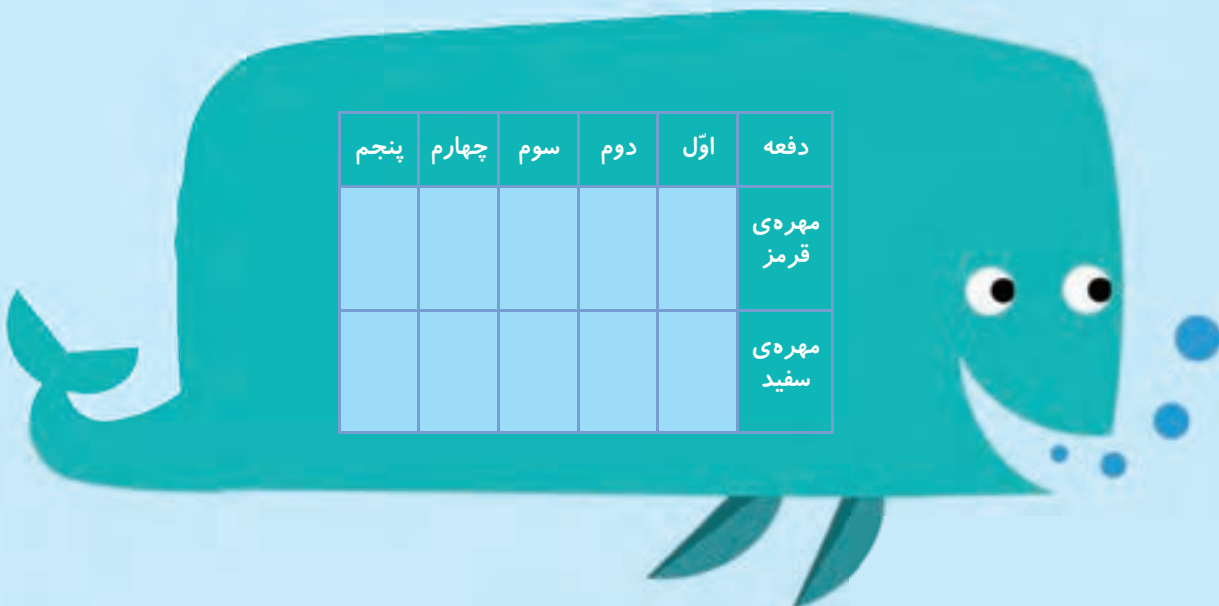 دفعه اوّل دوم سوم چهارم پنجم
مهره‌ی
قرمز
مهره‌ی
سفید